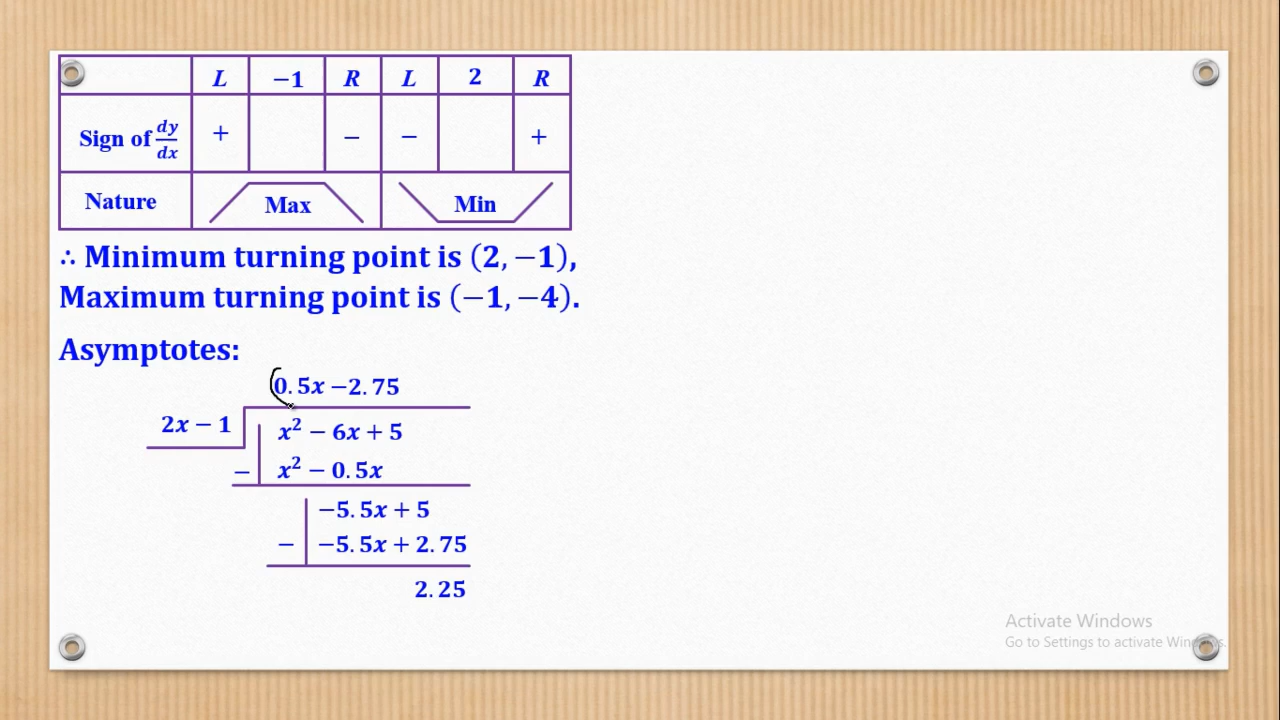 L −1 R L 2 R
Sign of dy/dx + − − +
Nature Max Min
∴ Minimum turning point is (2, −1),
Maximum turning point is (−1, −4).
Asymptotes:
0.5x −2.75
2x − 1
x² − 6x + 5
− x² − 0.5x
−5.5x + 5
− −5.5x + 2.75
2.25
Activate Windows
Go to Settings to activate Windows.